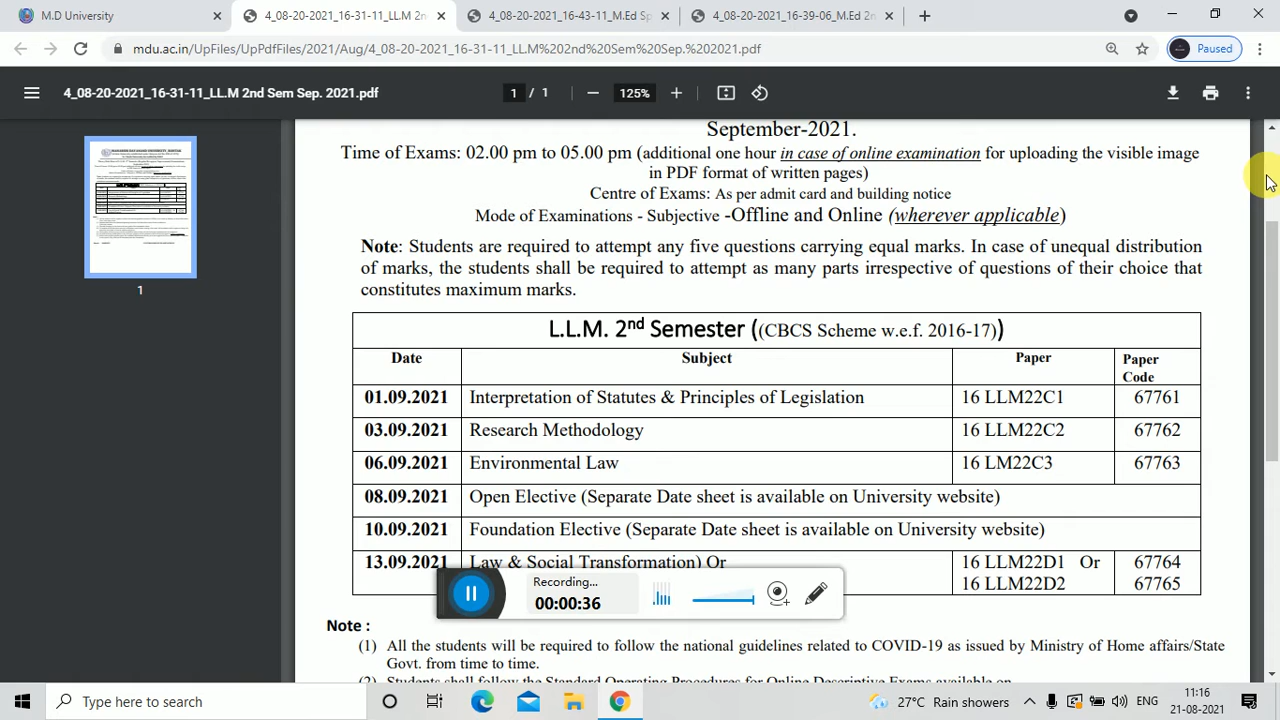 M.D University
4_08-20-2021_16-31-11_LL.M 2n
4_08-20-2021_16-43-11_M.Ed Sp
4_08-20-2021_16-39-06_M.Ed 2n
mdu.ac.in/UpFiles/UpPdfFiles/2021/Aug/4_08-20-2021_16-31-11_LL.M%202nd%20Sem%20Sep.%202021.pdf
Paused
4_08-20-2021_16-31-11_LL.M 2nd Sem Sep. 2021.pdf
1 / 1
125%
1
September-2021.
Time of Exams: 02.00 pm to 05:00 pm (additional one hour in case of online examination for uploading the visible image
in PDF format of written pages)
Centre of Exams: As per admit card and building notice
Mode of Examinations - Subjective -Offline and Online (wherever applicable)
Note: Students are required to attempt any five questions carrying equal marks. In case of unequal distribution
of marks, the students shall be required to attempt as many parts irrespective of questions of their choice that
constitutes maximum marks.
L.L.M. 2nd Semester ((CBCS Scheme w.e.f. 2016-17))
Date Subject Paper Paper Code
01.09.2021 Interpretation of Statutes & Principles of Legislation 16 LLM22C1 67761
03.09.2021 Research Methodology 16 LLM22C2 67762
06.09.2021 Environmental Law 16 LM22C3 67763
08.09.2021 Open Elective (Separate Date sheet is available on University website)
10.09.2021 Foundation Elective (Separate Date sheet is available on University website)
13.09.2021 Law & Social Transformation) Or 16 LLM22D1 Or 67764
16 LLM22D2 67765
Recording...
00:00:36
Note :
(1) All the students will be required to follow the national guidelines related to COVID-19 as issued by Ministry of Home affairs/State
Govt. from time to time.
(2) Students shall follow the Standard Operating Procedures for Online Descriptive Exams available on
Type here to search
27°C Rain showers
ENG
11:16
21-08-2021